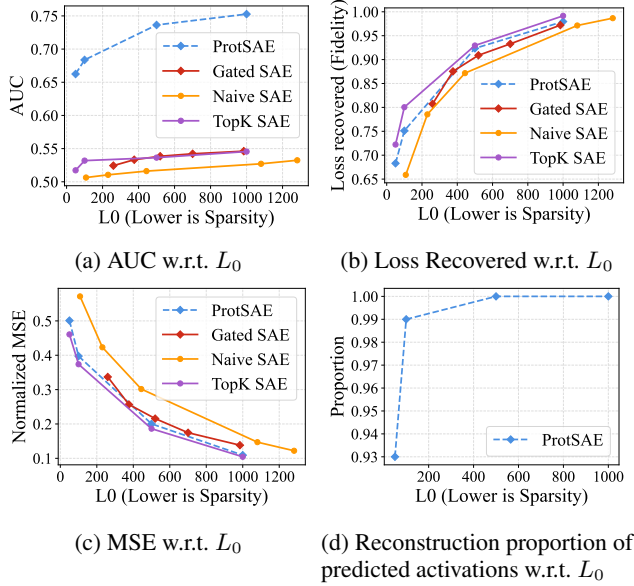 0.75
0.70
0.65
0.60
0.55
0.50
AUC
ProtSAE
Gated SAE
Naive SAE
TopK SAE
0 200 400 600 800 1000 1200
L0 (Lower is Sparsity)
(a) AUC w.r.t. L₀
1.00
0.95
0.90
0.85
0.80
0.75
0.70
0.65
Loss recovered (Fidelity)
ProtSAE
Gated SAE
Naive SAE
TopK SAE
0 200 400 600 800 1000 1200
L0 (Lower is Sparsity)
(b) Loss Recovered w.r.t. L₀
0.5
0.4
0.3
0.2
0.1
Normalized MSE
ProtSAE
Gated SAE
Naive SAE
TopK SAE
0 200 400 600 800 1000 1200
L0 (Lower is Sparsity)
(c) MSE w.r.t. L₀
1.00
0.99
0.98
0.97
0.96
0.95
0.94
0.93
Proportion
ProtSAE
200 400 600 800 1000
L0 (Lower is Sparsity)
(d) Reconstruction proportion of
predicted activations w.r.t. L₀